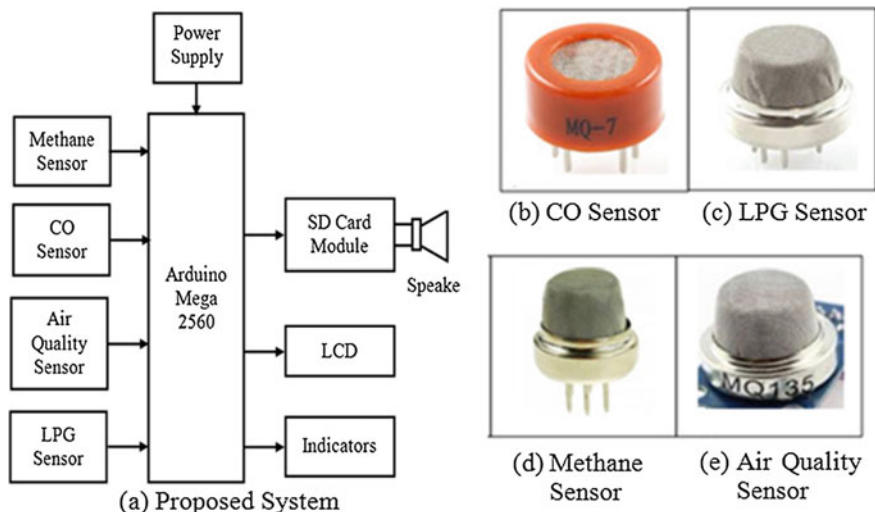 Power
Supply
Methane
Sensor
CO
Sensor
Air
Quality
Sensor
LPG
Sensor
Arduino
Mega
2560
SD Card
Module
Speake
LCD
Indicators
(a) Proposed System
MQ-7
(b) CO Sensor
(c) LPG Sensor
MQ135
(d) Methane
Sensor
(e) Air Quality
Sensor